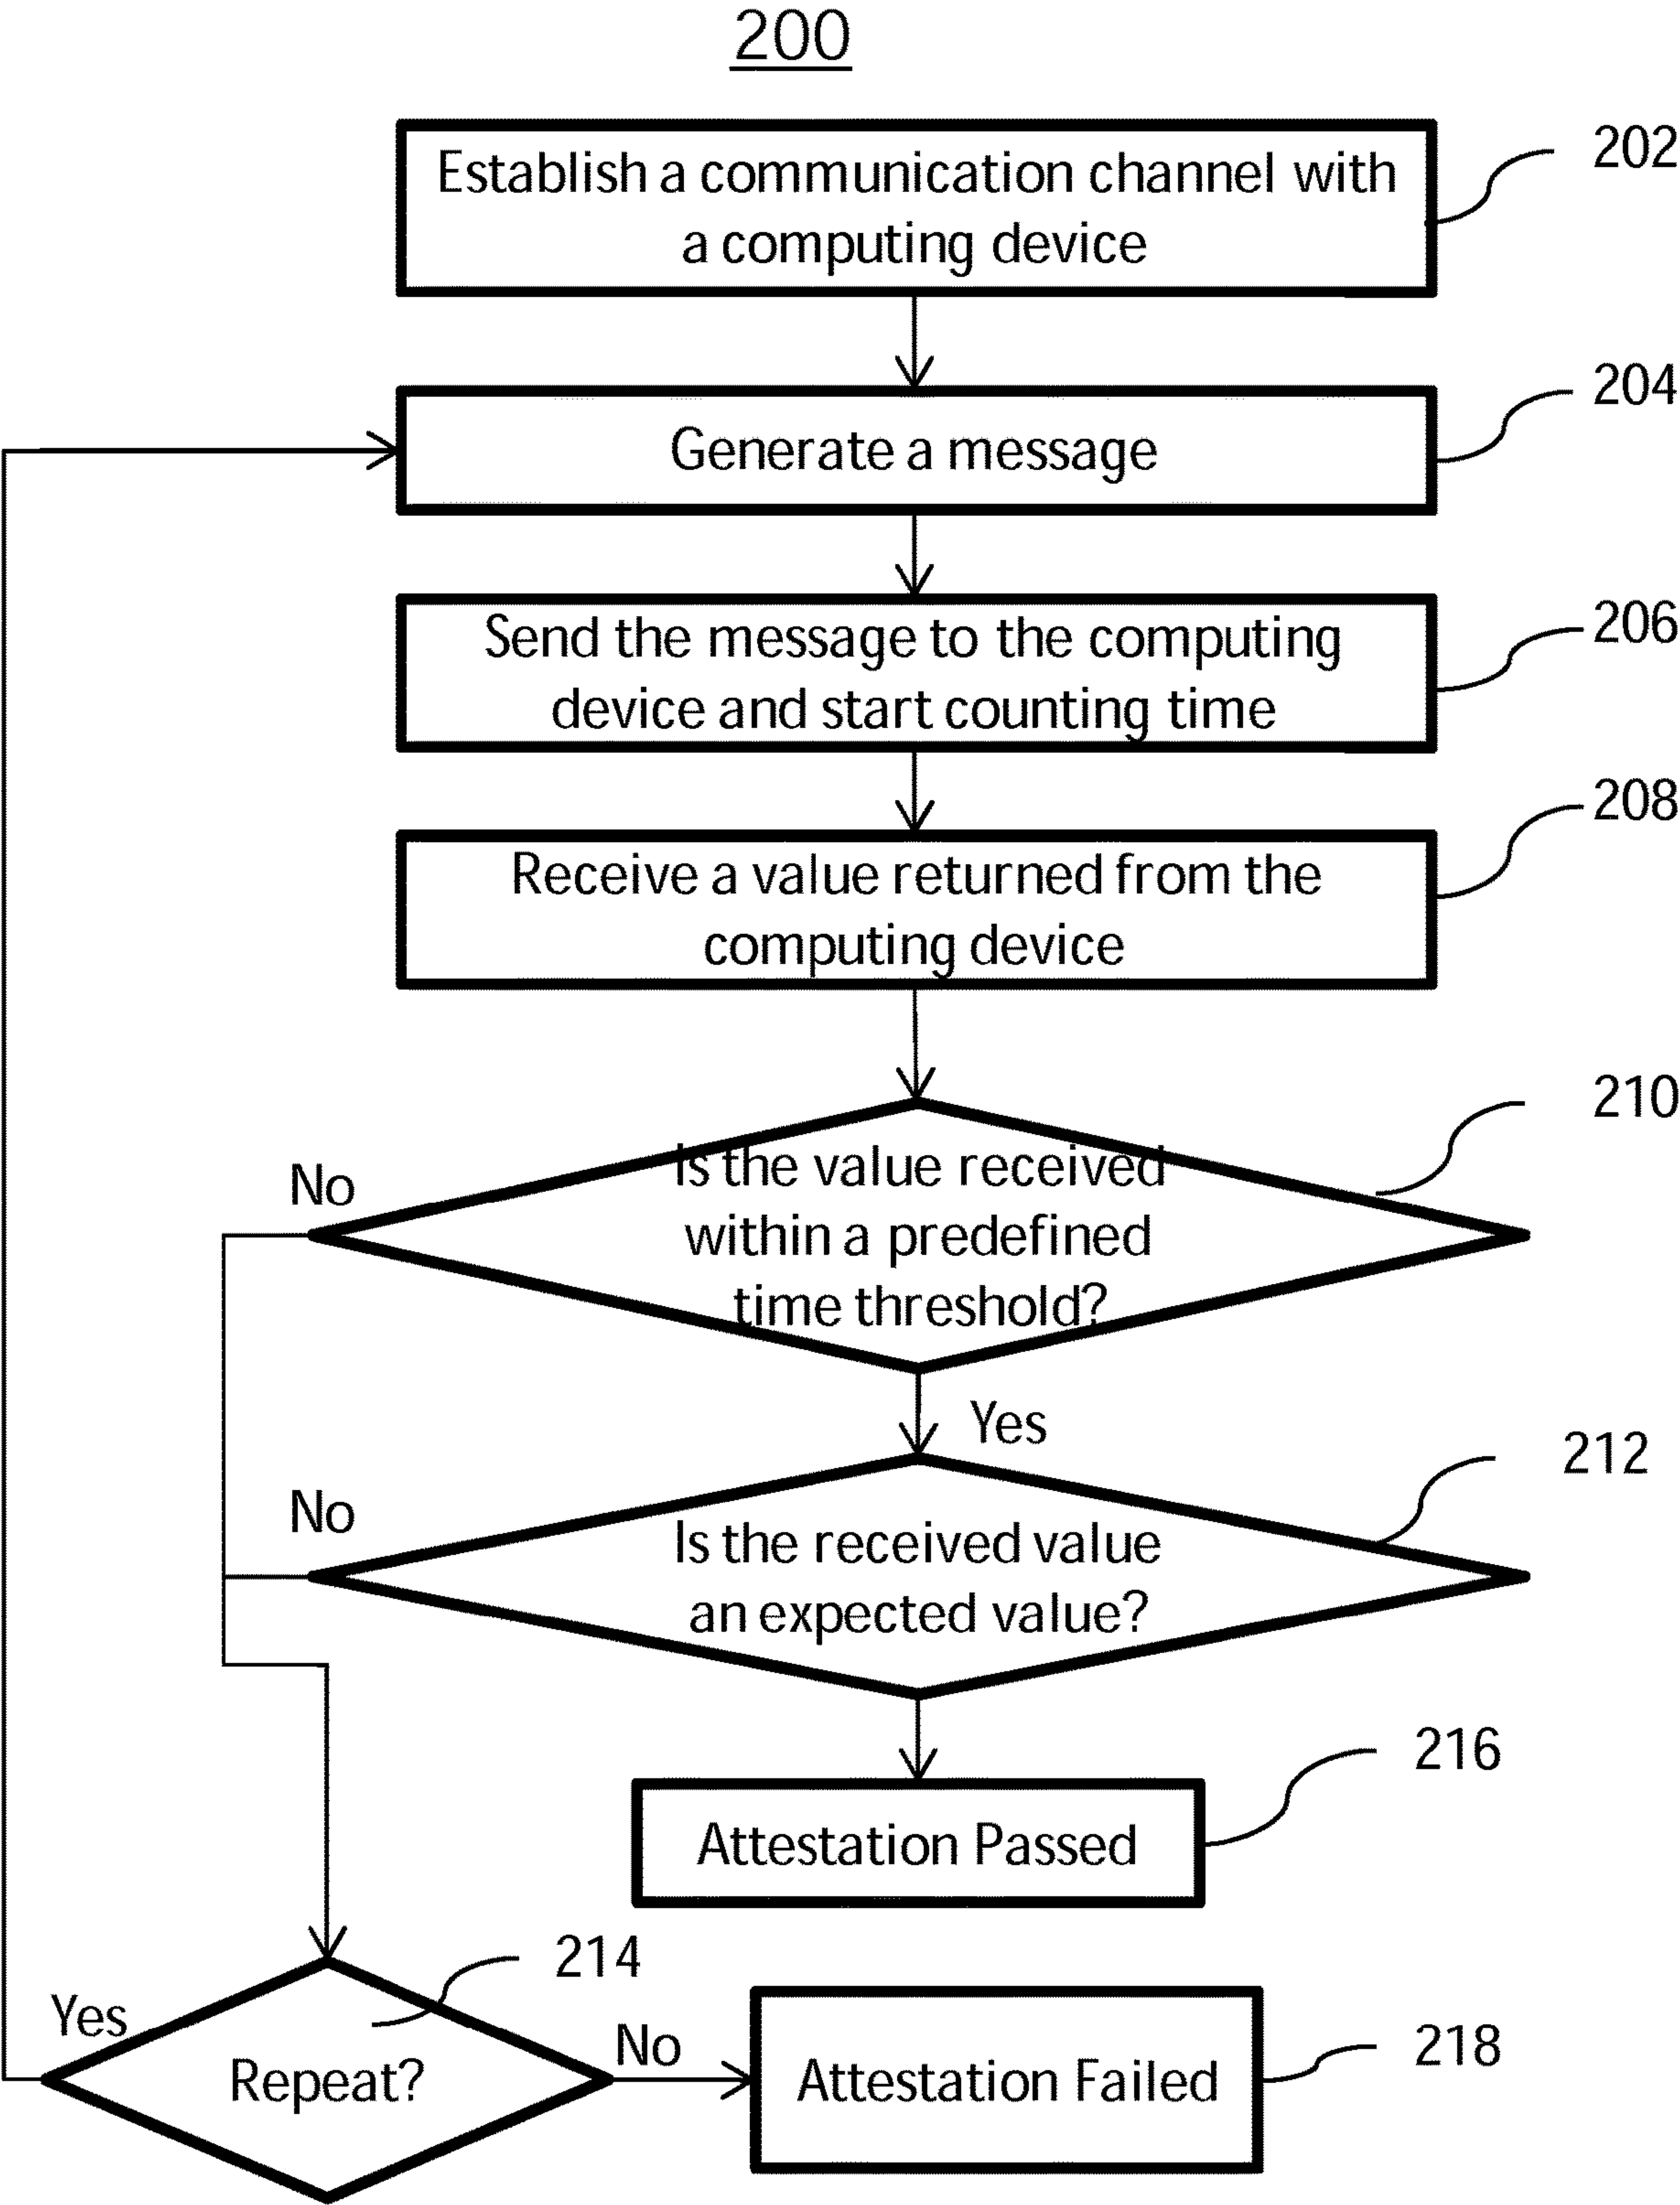 200
Establish a communication channel with
a computing device
202
Generate a message
204
Send the message to the computing
device and start counting time
206
Receive a value returned from the
computing device
208
Is the value received
within a predefined
time threshold?
210
No
Yes
Is the received value
an expected value?
212
No
Attestation Passed
216
Repeat?
214
Yes
No
Attestation Failed
218